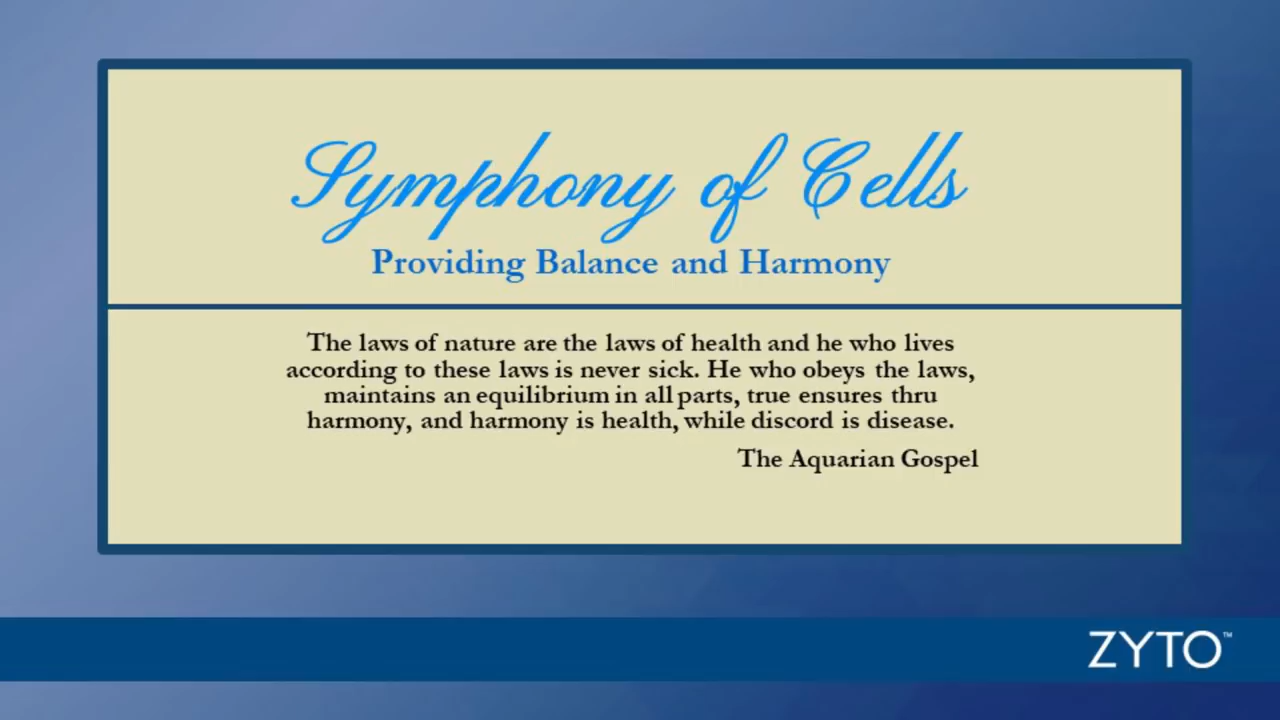 Symphony of Cells
Providing Balance and Harmony
The laws of nature are the laws of health and he who lives
according to these laws is never sick. He who obeys the laws,
maintains an equilibrium in all parts, true ensures thru
harmony, and harmony is health, while discord is disease.
The Aquarian Gospel
ZYTO™